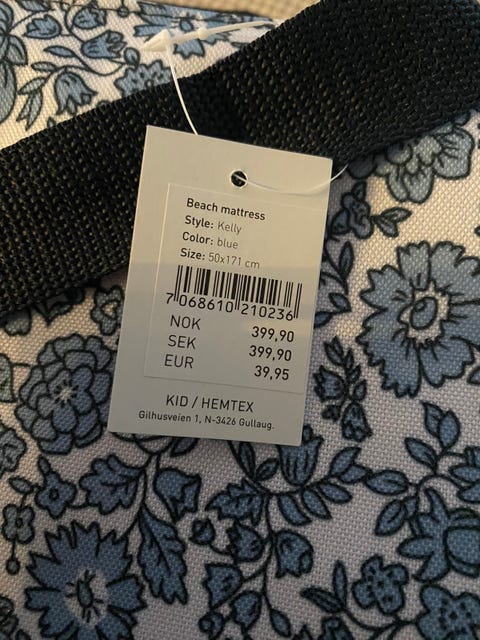 Beach mattress
Style: Kelly
Color: blue
Size: 50x171 cm
7 068610 210236
NOK 399,90
SEK 399,90
EUR 39,95
KID / HEMTEX
Gilhusveien 1, N-3426 Gullaug.